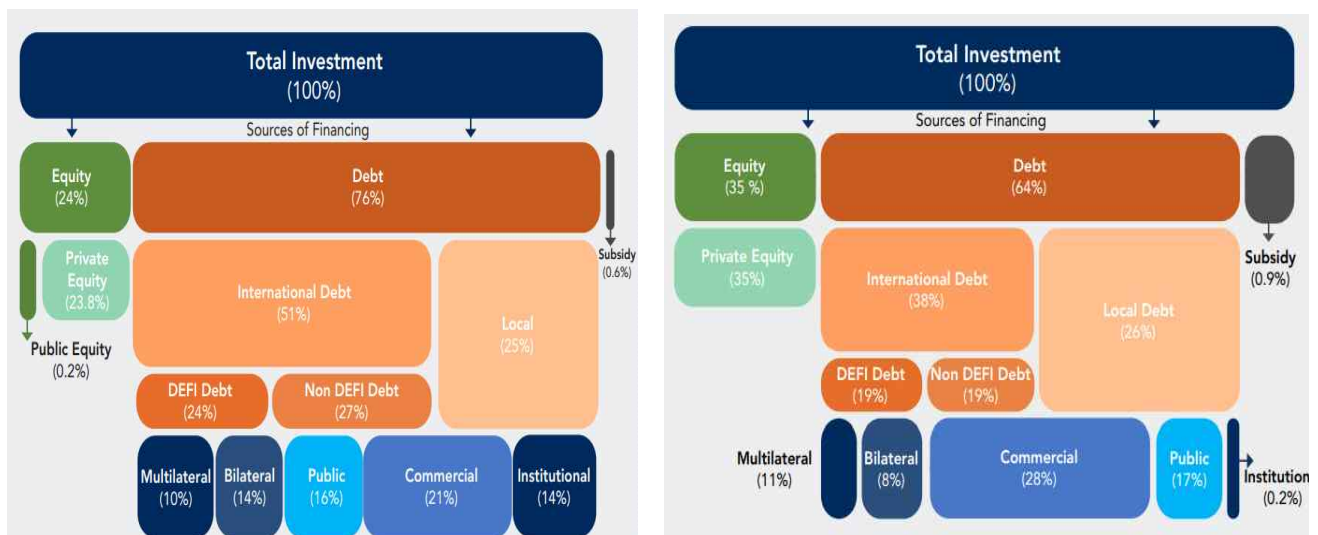 Total Investment
(100%)
Sources of Financing
Equity
(24%)
Debt
(76%)
Subsidy
(0.6%)
Private
Equity
(23.8%)
Public Equity
(0.2%)
International Debt
(51%)
Local
(25%)
DEFI Debt
(24%)
Non DEFI Debt
(27%)
Multilateral
(10%)
Bilateral
(14%)
Public
(16%)
Commercial
(21%)
Institutional
(14%)
Total Investment
(100%)
Sources of Financing
Equity
(35 %)
Debt
(64%)
Subsidy
(0.9%)
Private Equity
(35%)
International Debt
(38%)
Local Debt
(26%)
DEFI Debt
(19%)
Non DEFI Debt
(19%)
Multilateral
(11%)
Bilateral
(8%)
Commercial
(28%)
Public
(17%)
Institution
(0.2%)